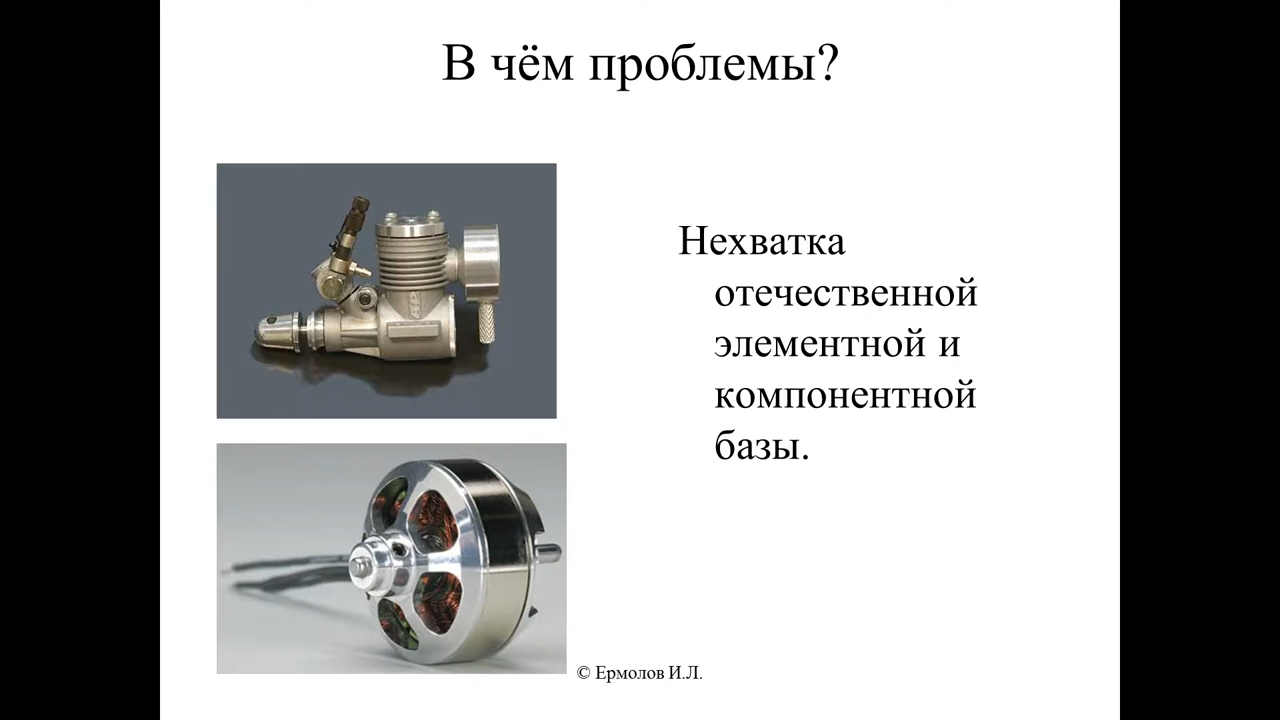 В чём проблемы?
Нехватка
отечественной
элементной и
компонентной
базы.
© Ермолов И.Л.